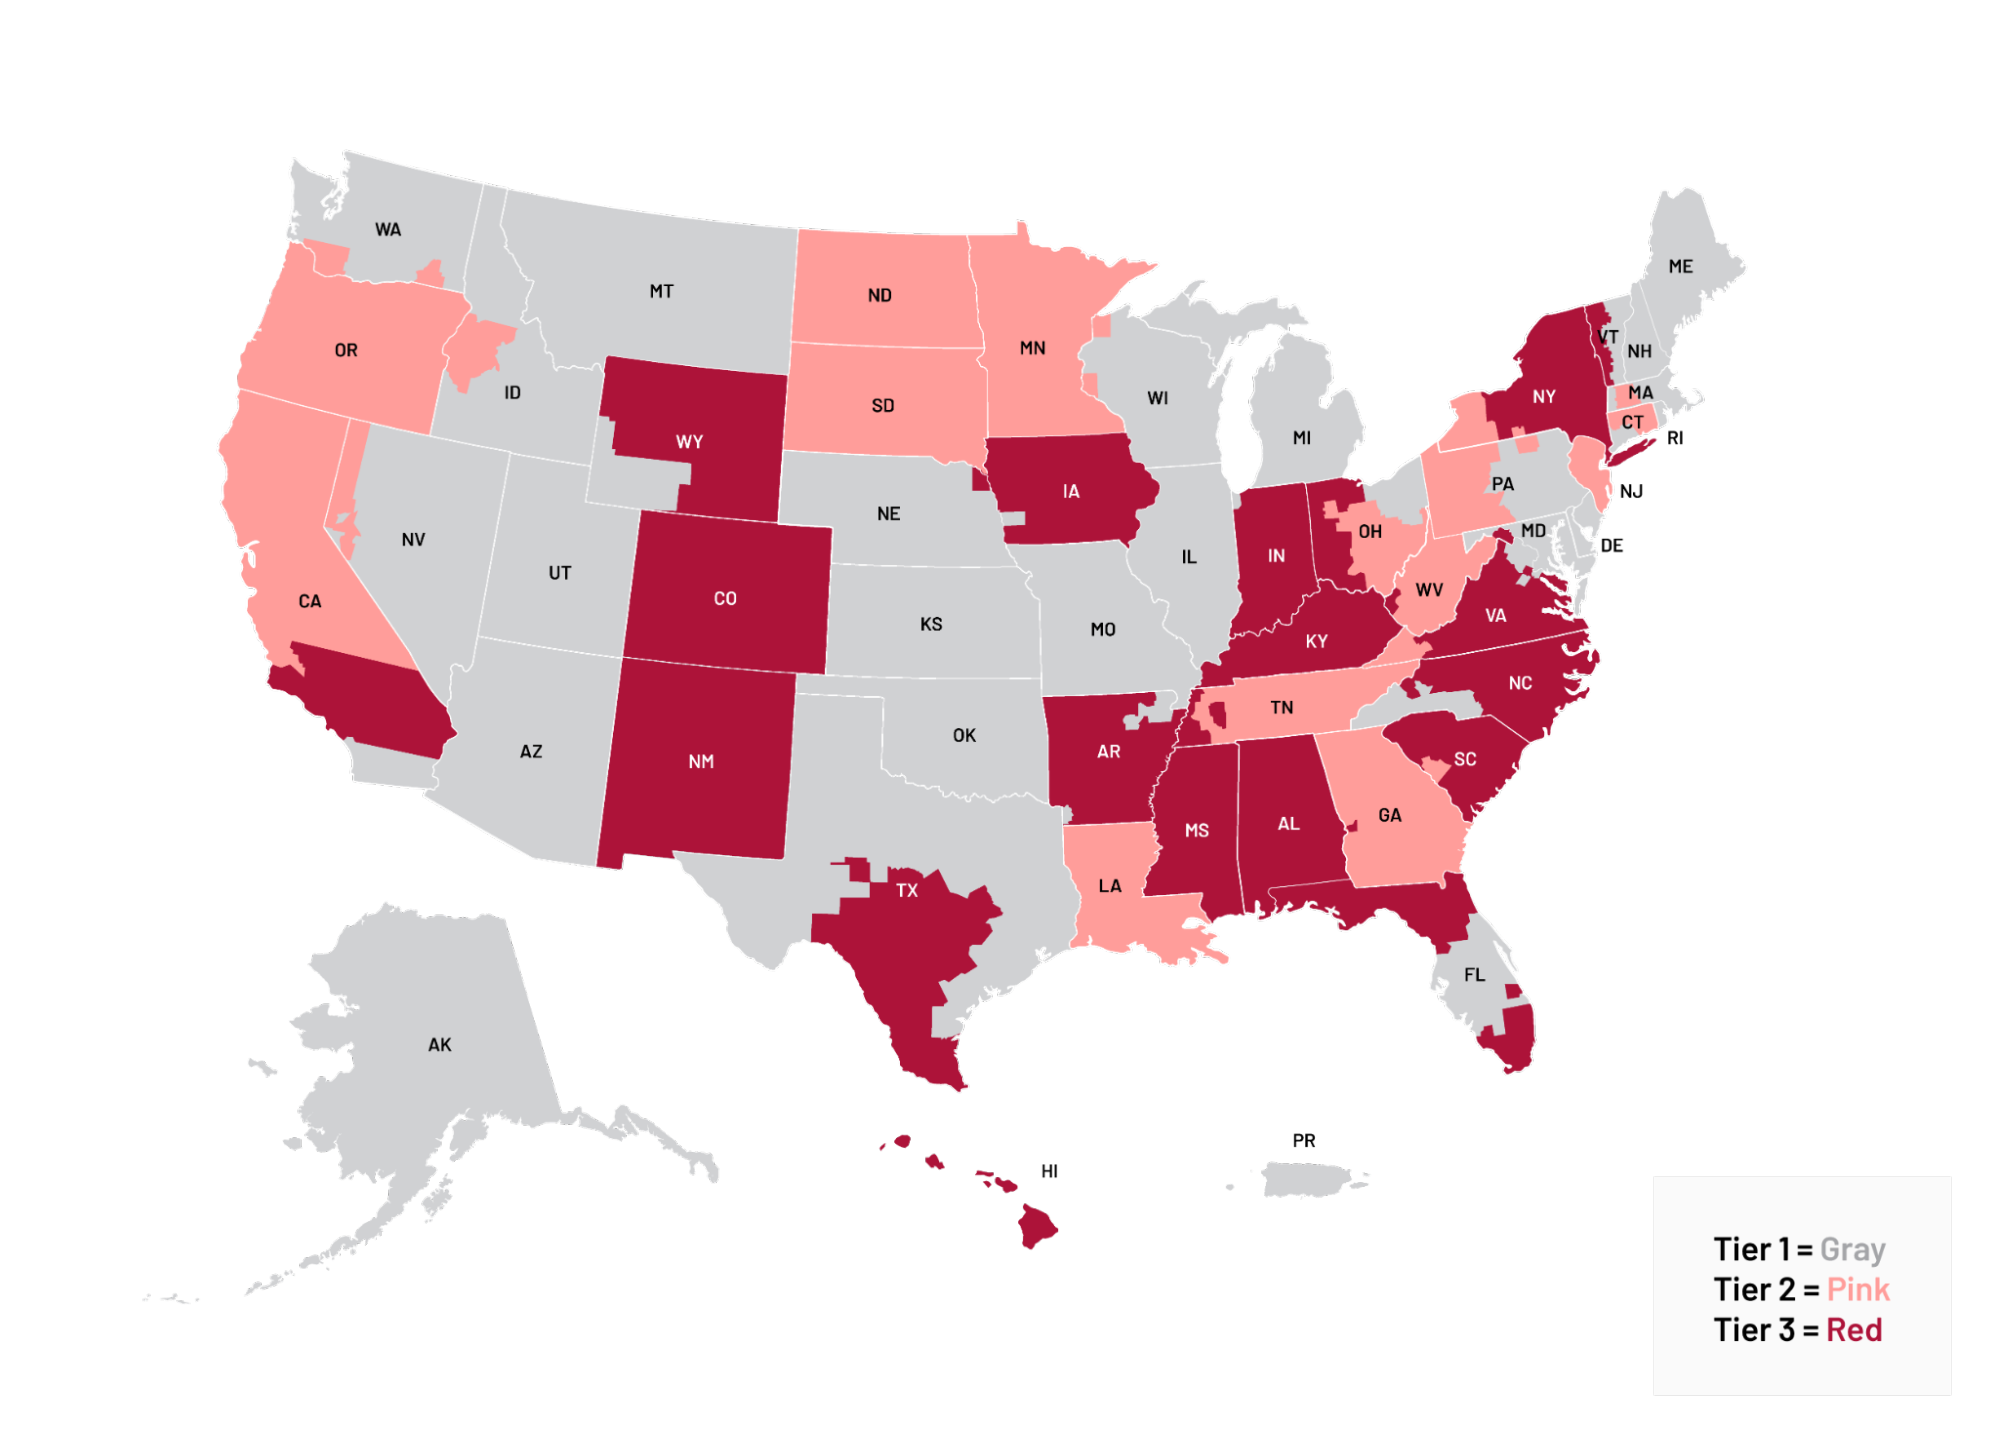 WA
MT
ND
MN
ME
OR
ID
SD
WI
VT
NH
WY
MI
NY
MA
CT
RI
IA
NE
PA
NJ
NV
UT
CO
IL
IN
OH
MD
DE
CA
KS
MO
KY
WV
VA
NC
AZ
NM
OK
AR
TN
SC
MS
AL
GA
TX
LA
FL
AK
HI
PR
Tier 1 = Gray
Tier 2 = Pink
Tier 3 = Red